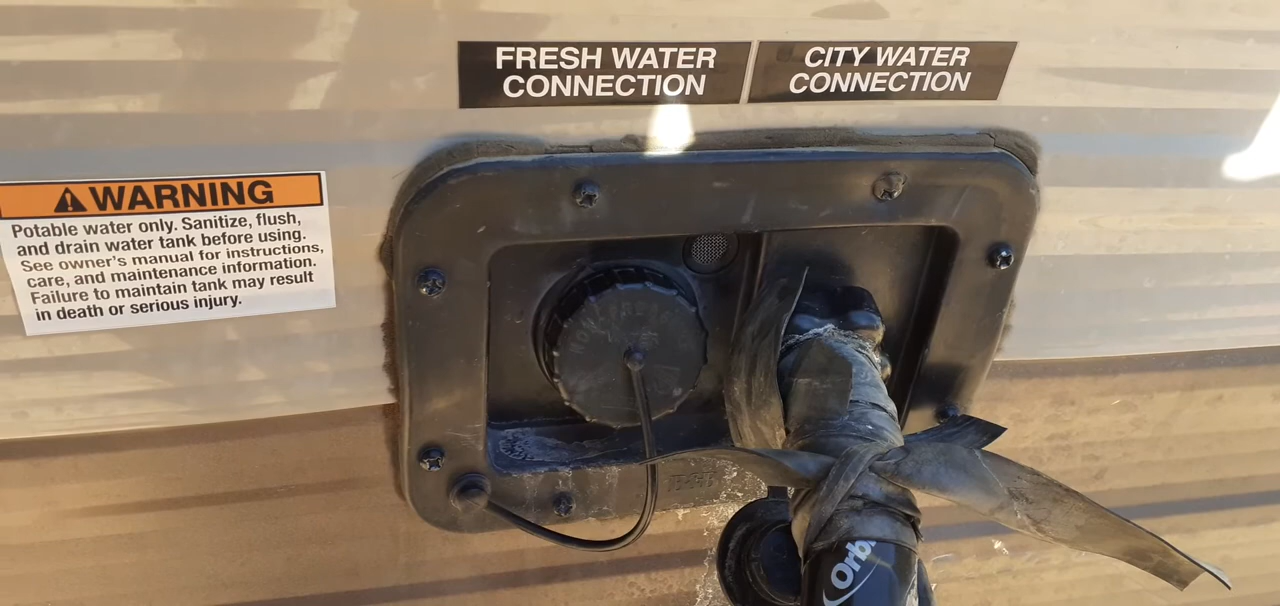 FRESH WATER
CONNECTION
CITY WATER
CONNECTION
WARNING
Potable water only. Sanitize, flush,
and drain water tank before using.
See owner's manual for instructions,
care, and maintenance information.
Failure to maintain tank may result
in death or serious injury.